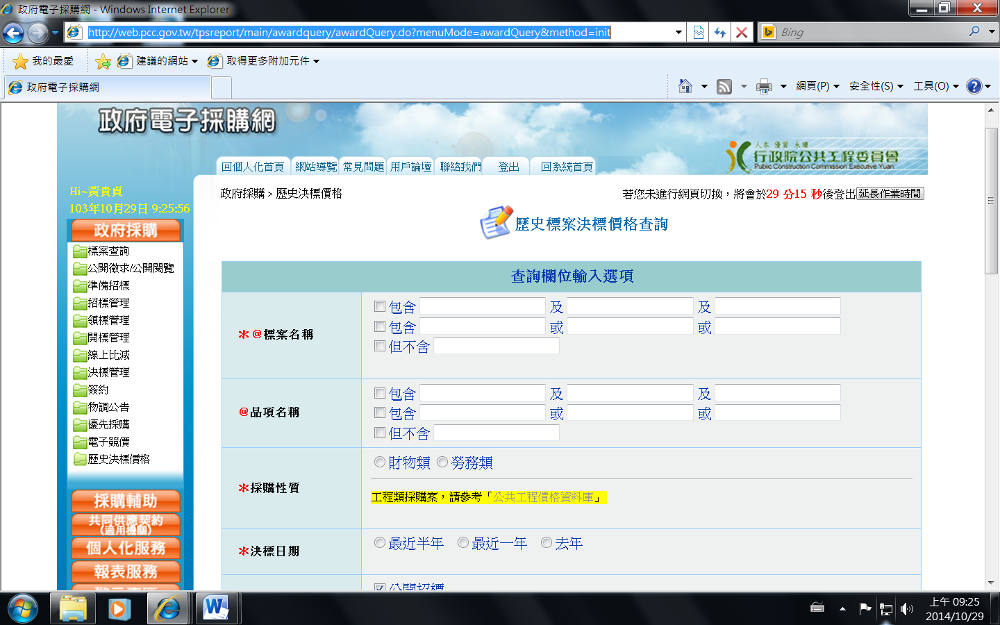 政府電子採購網 - Windows Internet Explorer
http://web.pcc.gov.tw/tpsreport/main/awardquery/awardQuery.do?menuMode=awardQuery&method=init
Bing
我的最愛 建議的網站 取得更多附加元件
政府電子採購網
網頁(P) 安全性(S) 工具(O)
政府電子採購網
人本 優質 永續
行政院公共工程委員會
Public Construction Commission Executive Yuan
回個人化首頁 網站導覽 常見問題 用戶論壇 聯絡我們 登出 回系統首頁
Hi~黃貴貞
103年10月29日 9:25:56
政府採購 > 歷史決標價格
若您未進行網頁切換，將會於29 分15 秒後登出 延長作業時間
歷史標案決標價格查詢
政府採購
標案查詢
公開徵求/公開閱覽
準備招標
招標管理
領標管理
開標管理
線上比減
決標管理
簽約
物調公告
優先採購
電子競價
歷史決標價格
採購輔助
共同供應契約
(適用機關)
個人化服務
報表服務
查詢欄位輸入選項
＊@標案名稱
包含 及 及
包含 或 或
但不含
@品項名稱
包含 及 及
包含 或 或
但不含
＊採購性質
財物類 勞務類
工程類採購案，請參考「公共工程價格資料庫」
＊決標日期
最近半年 最近一年 去年
公開招標
上午 09:25
2014/10/29